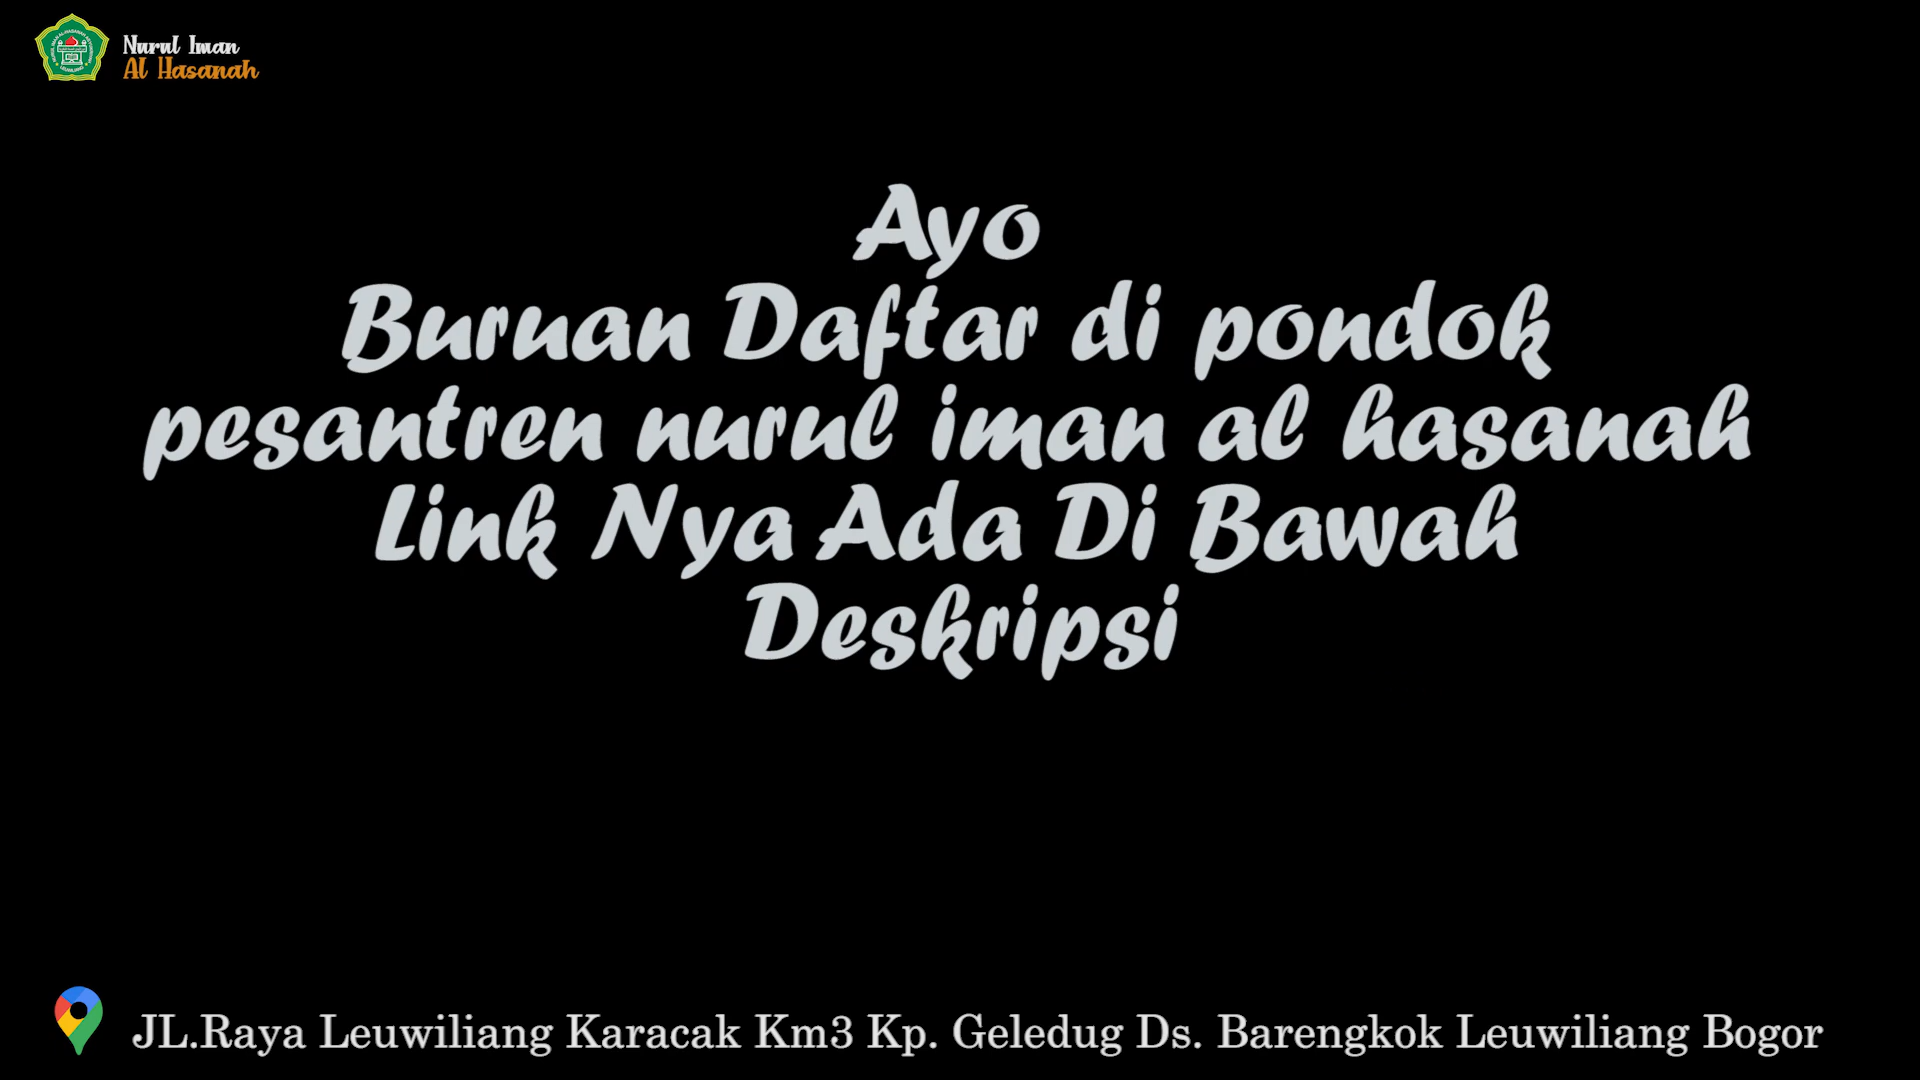 Nurul Iman
Al Hasanah
Ayo
Buruan Daftar di pondok
pesantren nurul iman al hasanah
Link Nya Ada Di Bawah
Deskripsi
JL.Raya Leuwiliang Karacak Km3 Kp. Geledug Ds. Barengkok Leuwiliang Bogor